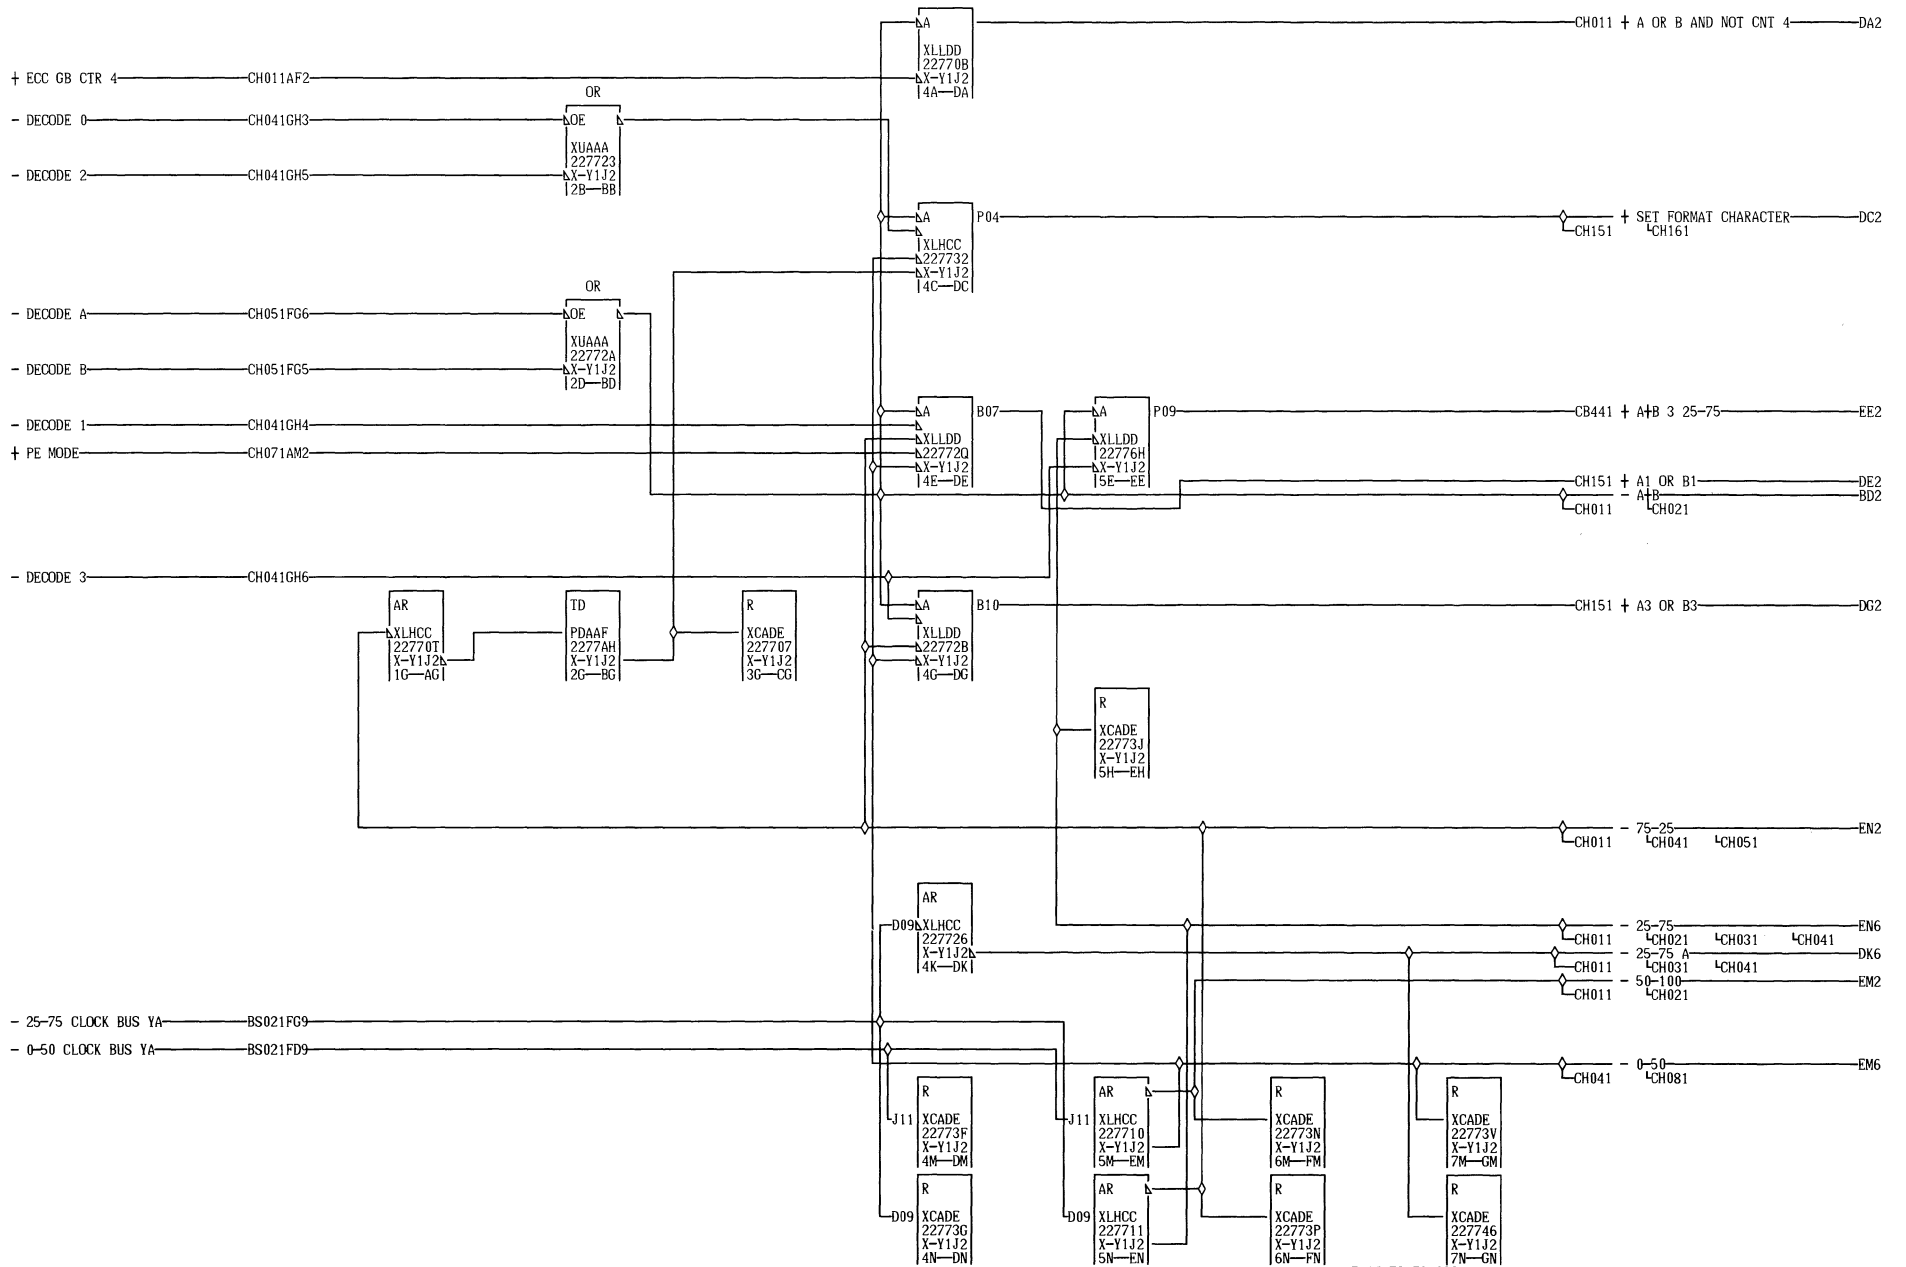 A
CH011 + A OR B AND NOT CNT 4 DA2
XLLDD
22770B
+ ECC GB CTR 4 CH011AF2 X-Y1J2
4A DA
OR
- DECODE 0 CH041GH3 OE
XUAAA
227723
- DECODE 2 CH041GH5 X-Y1J2
2B BB
A P04 + SET FORMAT CHARACTER DC2
CH151 CH161
XLHCC
227732
X-Y1J2
4C DC
OR
- DECODE A CH051FG6 OE
XUAAA
22772A
- DECODE B CH051FG5 X-Y1J2
2D BD
A B07 A P09 CB441 + A+B 3 25-75 EE2
- DECODE 1 CH041GH4
XLLDD XLLDD
+ PE MODE CH071AM2 22772Q 22776H
X-Y1J2 X-Y1J2
4E DE 5E EE CH151 + A1 OR B1 DE2
- A+B BD2
CH011 CH021
- DECODE 3 CH041GH6
AR TD R A B10 CH151 + A3 OR B3 DG2
XLHCC PDAAF XCADE XLLDD
22770T 2277AH 227707 22772B
X-Y1J2 X-Y1J2 X-Y1J2 X-Y1J2
1G AG 2G BG 3G CG 4G DG
R
XCADE
22773J
X-Y1J2
5H EH
- 75-25 EN2
CH011 CH041 CH051
AR
D09 XLHCC - 25-75 EN6
227726 CH011 CH021 CH031 CH041
X-Y1J2 - 25-75 A DK6
4K DK CH011 CH031 CH041
- 50-100 EM2
CH011 CH021
- 25-75 CLOCK BUS YA BS021FG9
- 0-50 CLOCK BUS YA BS021FD9
- 0-50 EM6
CH041 CH081
R AR R R
J11 XCADE J11 XLHCC XCADE XCADE
22773F 227710 22773N 22773V
X-Y1J2 X-Y1J2 X-Y1J2 X-Y1J2
4M DM 5M EM 6M FM 7M GM
R AR R R
D09 XCADE D09 XLHCC XCADE XCADE
22773G 227711 22773P 227746
X-Y1J2 X-Y1J2 X-Y1J2 X-Y1J2
4N DN 5N EN 6N FN 7N GN